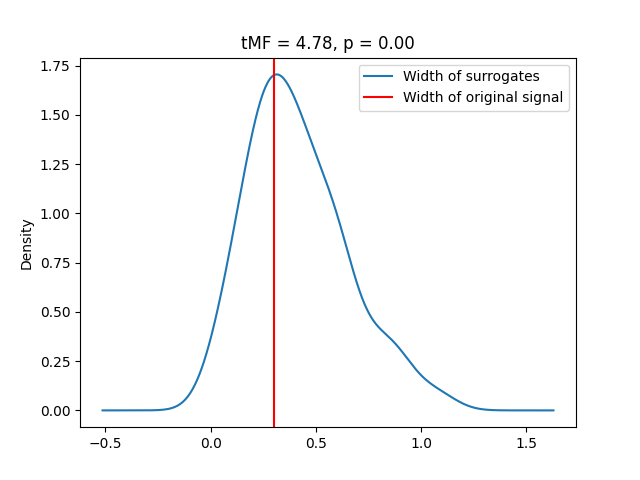 tMF = 4.78, p = 0.00
Width of surrogates
Width of original signal
Density
1.75
1.50
1.25
1.00
0.75
0.50
0.25
0.00
−0.5 0.0 0.5 1.0 1.5